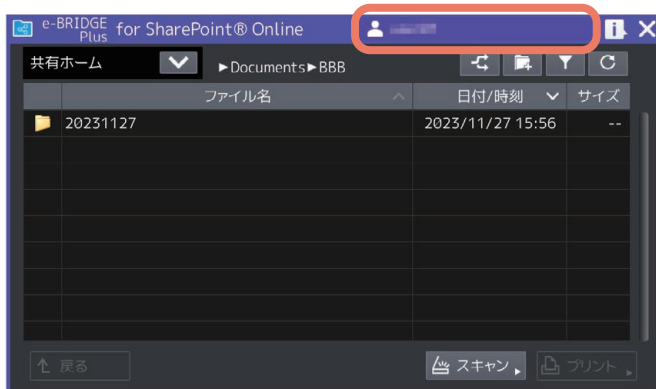 e-BRIDGE Plus for SharePoint® Online
共有ホーム ▶Documents▶BBB
ファイル名 日付/時刻 サイズ
20231127 2023/11/27 15:56 --
戻る スキャン プリント